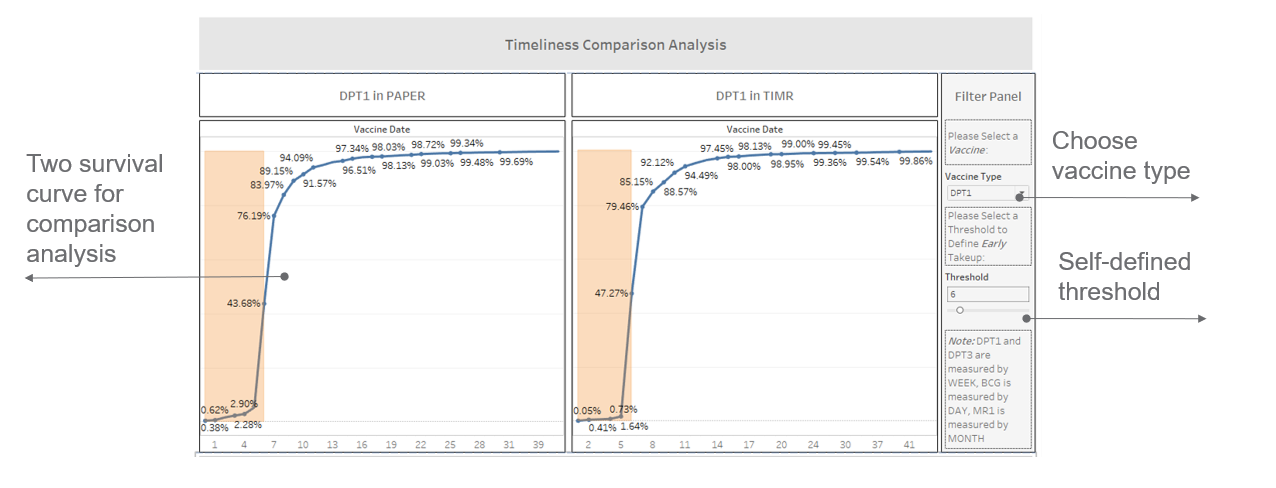 Timeliness Comparison Analysis
DPT1 in PAPER
DPT1 in TIMR
Filter Panel
Two survival
curve for
comparison
analysis
Vaccine Date
0.62%
0.38%
2.90%
2.28%
43.68%
76.19%
83.97%
89.15%
94.09%
91.57%
97.34%
96.51%
98.03%
98.13%
98.72%
99.03%
99.34%
99.48%
99.69%
1 4 7 10 13 16 19 22 25 28 31 39
Vaccine Date
0.05%
0.41%
0.73%
1.64%
47.27%
79.46%
85.15%
88.57%
92.12%
94.49%
97.45%
98.00%
98.13%
98.95%
99.00%
99.36%
99.45%
99.54%
99.86%
2 5 8 11 14 17 20 24 30 37 41
Please Select a
Vaccine:
Vaccine Type
DPT1
Please Select a
Threshold to
Define Early
Takeup:
Threshold
6
Note: DPT1 and
DPT3 are
measured by
WEEK, BCG is
measured by
DAY, MR1 is
measured by
MONTH
Choose
vaccine type
Self-defined
threshold